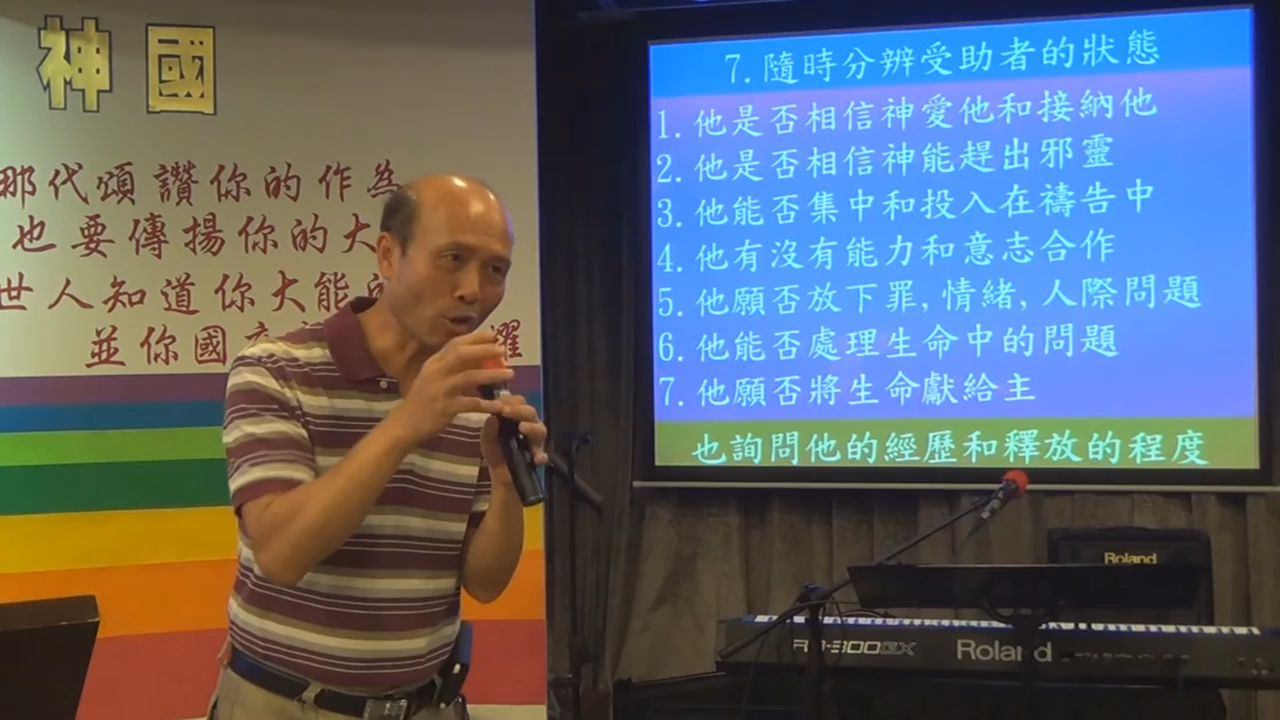 神國
那代頌讚你的作為
也要傳揚你的大
世人知道你大能的
並你國 耀
7.隨時分辨受助者的狀態
1.他是否相信神愛他和接納他
2.他是否相信神能趕出邪靈
3.他能否集中和投入在禱告中
4.他有沒有能力和意志合作
5.他願否放下罪,情緒,人際問題
6.他能否處理生命中的問題
7.他願否將生命獻給主
也詢問他的經歷和釋放的程度
Roland
RD-300GX
Roland